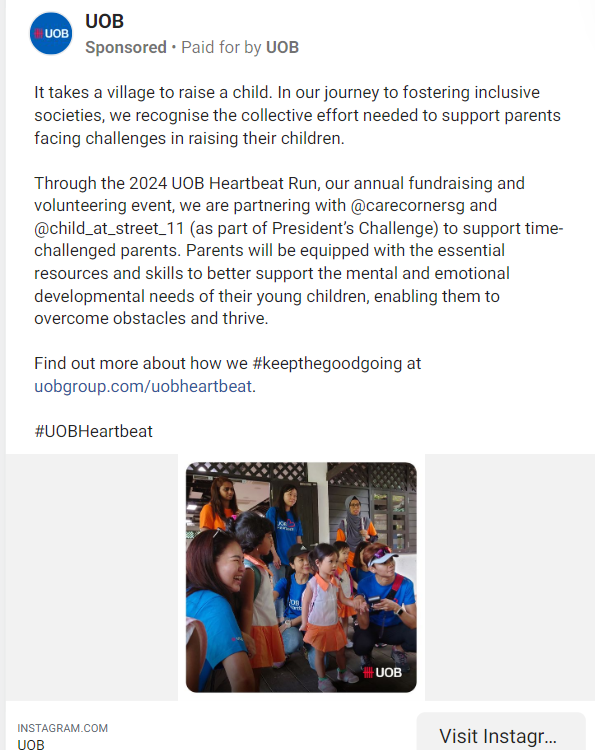 UOB
UOB
Sponsored • Paid for by UOB
It takes a village to raise a child. In our journey to fostering inclusive
societies, we recognise the collective effort needed to support parents
facing challenges in raising their children.
Through the 2024 UOB Heartbeat Run, our annual fundraising and
volunteering event, we are partnering with @carecornersg and
@child_at_street_11 (as part of President’s Challenge) to support time-
challenged parents. Parents will be equipped with the essential
resources and skills to better support the mental and emotional
developmental needs of their young children, enabling them to
overcome obstacles and thrive.
Find out more about how we #keepthegoodgoing at
uobgroup.com/uobheartbeat.
#UOBHeartbeat
UOB
INSTAGRAM.COM
UOB
Visit Instagr...